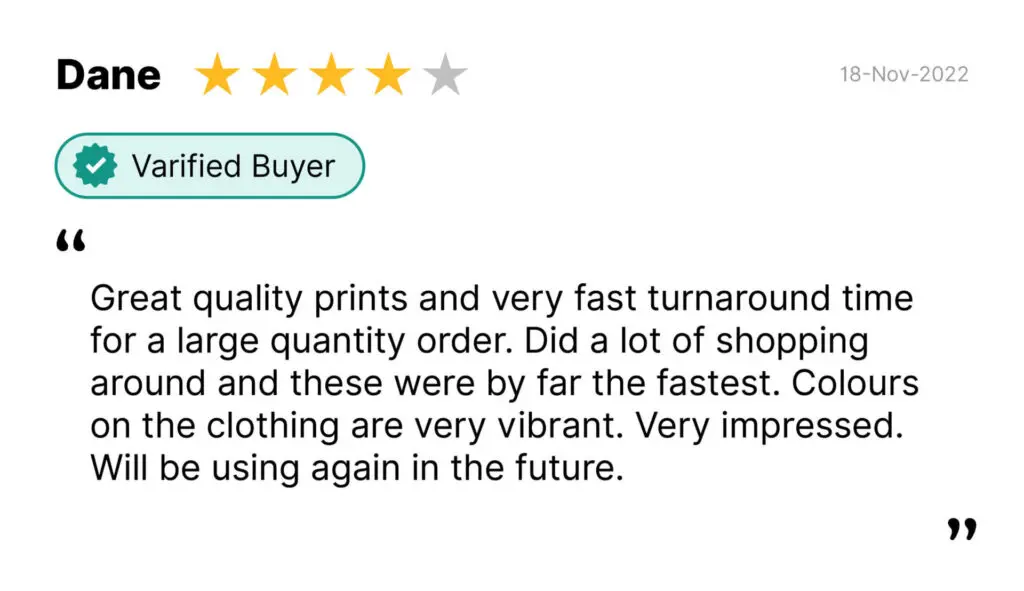 Dane
18-Nov-2022
Varified Buyer
“
Great quality prints and very fast turnaround time
for a large quantity order. Did a lot of shopping
around and these were by far the fastest. Colours
on the clothing are very vibrant. Very impressed.
Will be using again in the future.
”